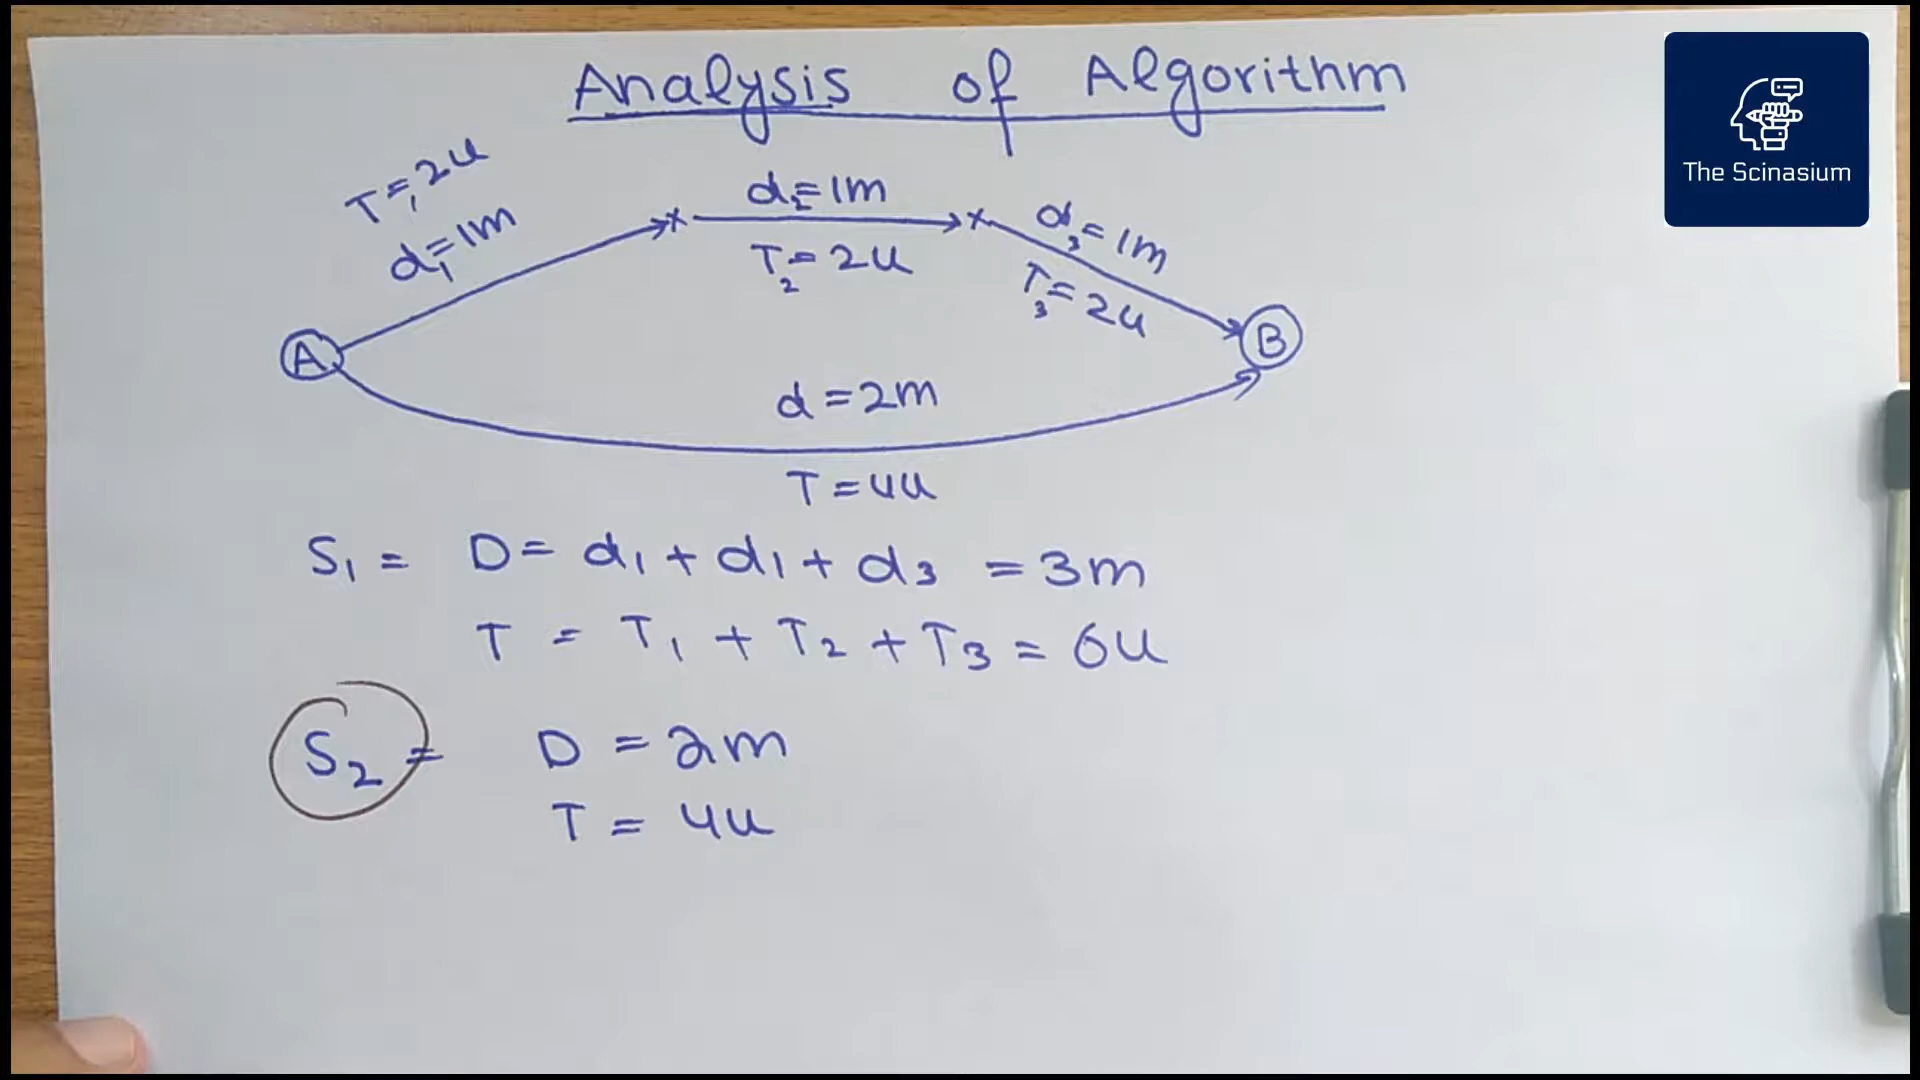 Analysis of Algorithm
The Scinasium
T₁=2u
d₁=1m
d₂=1m
T₂=2u
d₃=1m
T₃=2u
A
B
d=2m
T=4u
S₁ = D= d₁+d₁+d₃ =3m
T = T₁+T₂+T₃=6u
S₂= D=2m
T=4u